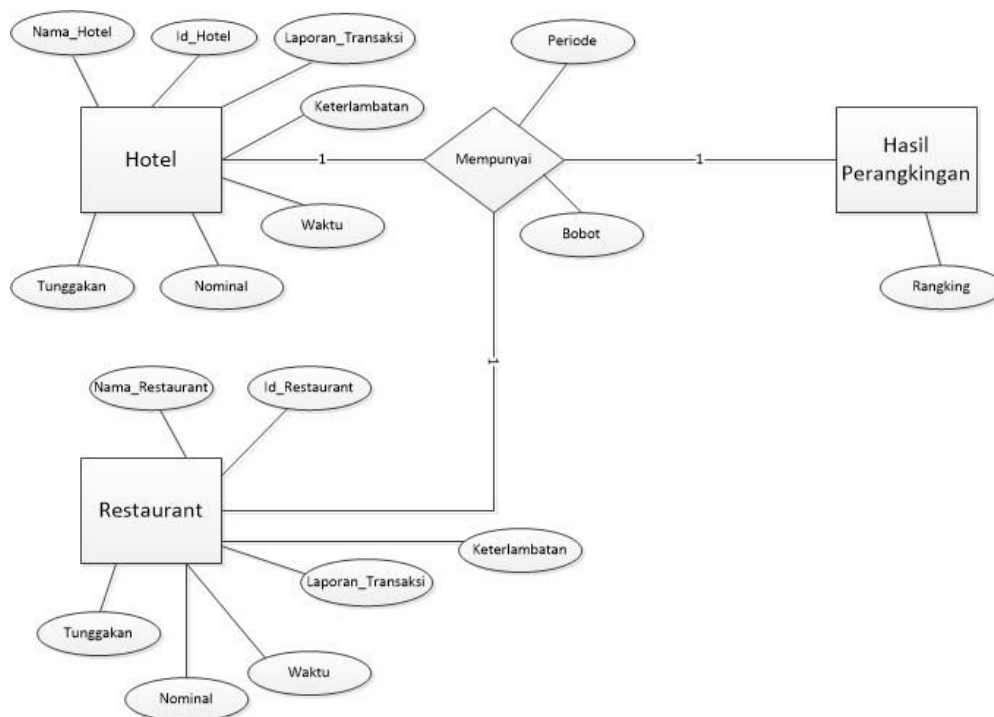 Nama_Hotel
Id_Hotel
Laporan_Transaksi
Periode
Keterlambatan
Hotel
1
Mempunyai
1
Hasil
Perangkingan
Waktu
Bobot
Tunggakan
Nominal
Rangking
1
Nama_Restaurant
Id_Restaurant
Restaurant
Keterlambatan
Laporan_Transaksi
Tunggakan
Waktu
Nominal